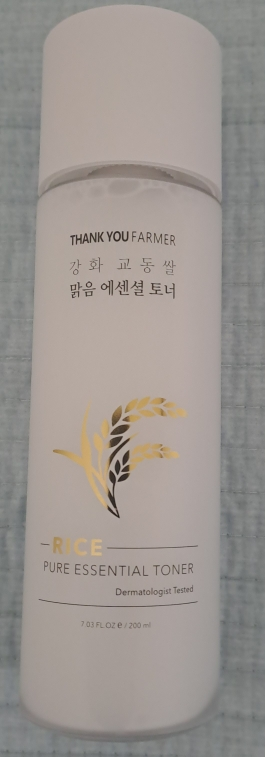 THANK YOU FARMER
강화 교동쌀
맑음 에센셜 토너
RICE
PURE ESSENTIAL TONER
Dermatologist Tested
7.03 FL.OZ ℮ / 200 ml